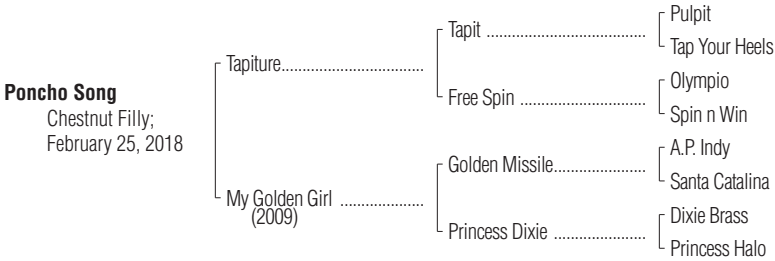 Poncho Song
Chestnut Filly;
February 25, 2018
Tapiture..............................
My Golden Girl ..................
(2009)
Tapit ..................................
Free Spin ...........................
Golden Missile....................
Princess Dixie ....................
Pulpit
Tap Your Heels
Olympio
Spin n Win
A.P. Indy
Santa Catalina
Dixie Brass
Princess Halo